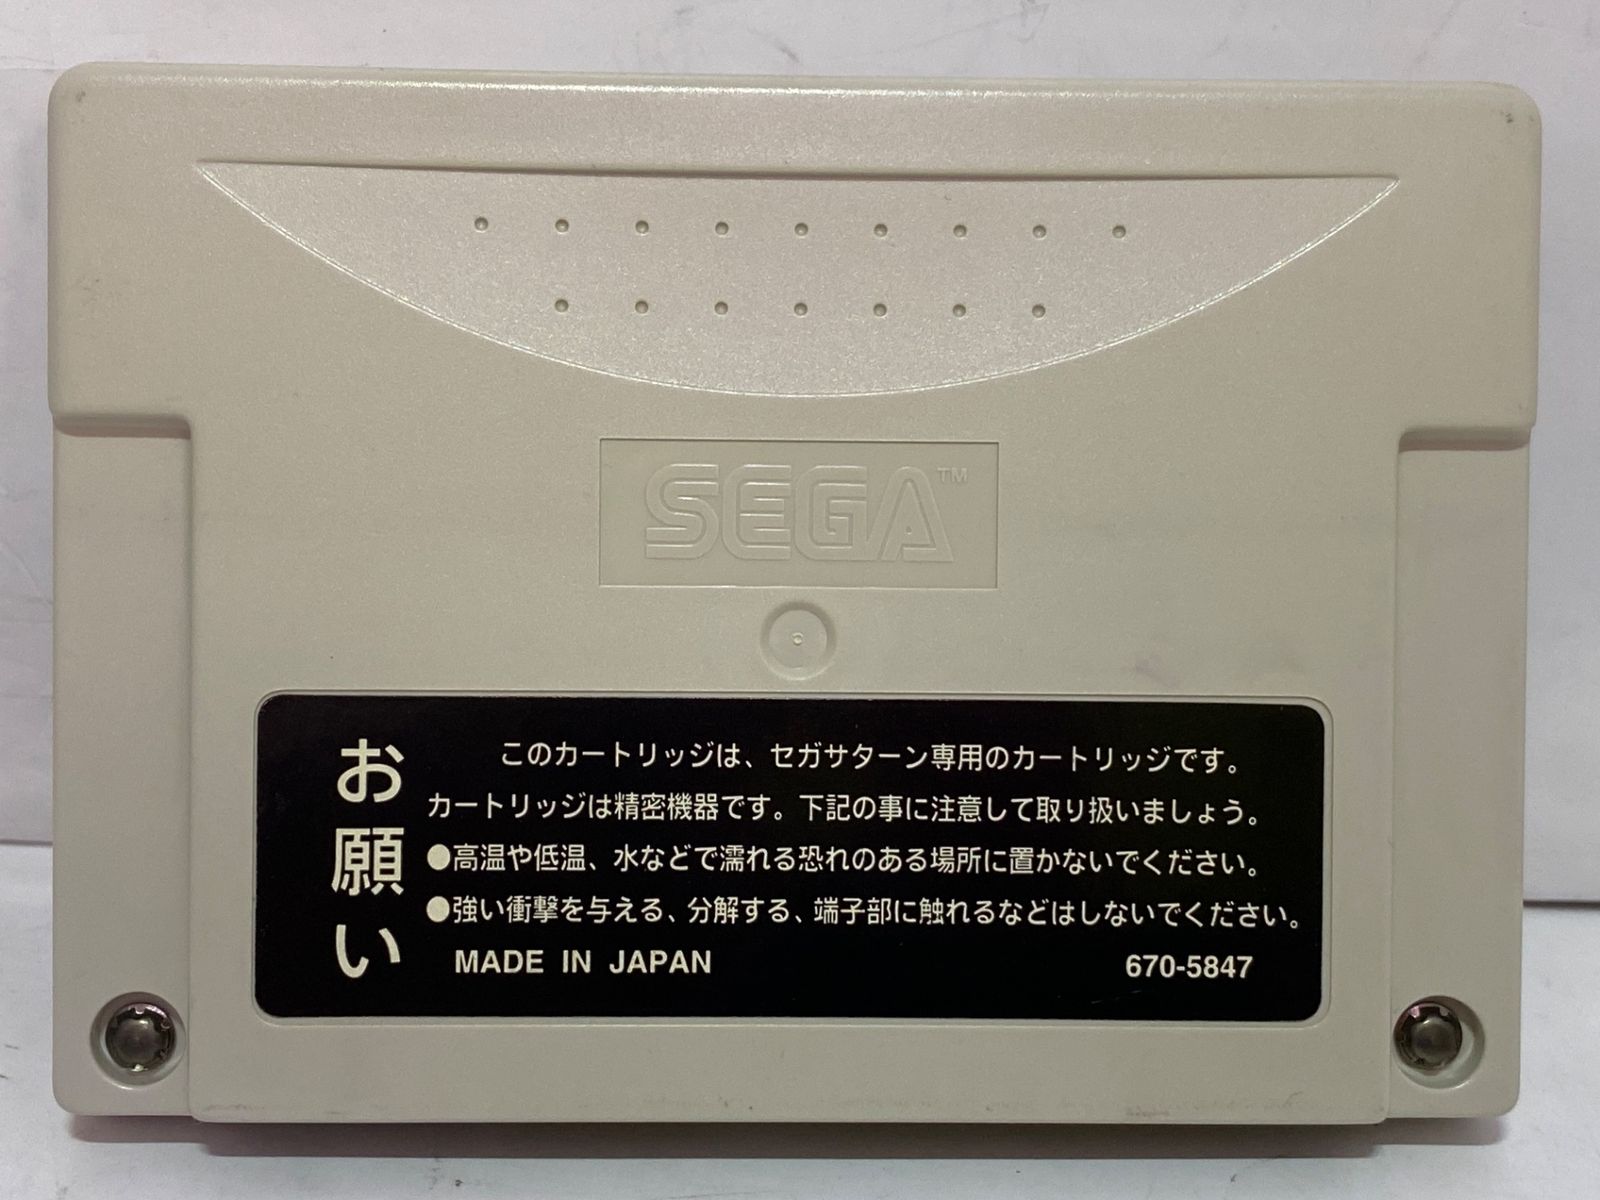 SEGA™
お願い
このカートリッジは、セガサターン専用のカートリッジです。
カートリッジは精密機器です。下記の事に注意して取り扱いましょう。
●高温や低温、水などで濡れる恐れのある場所に置かないでください。
●強い衝撃を与える、分解する、端子部に触れるなどはしないでください。
MADE IN JAPAN 670-5847